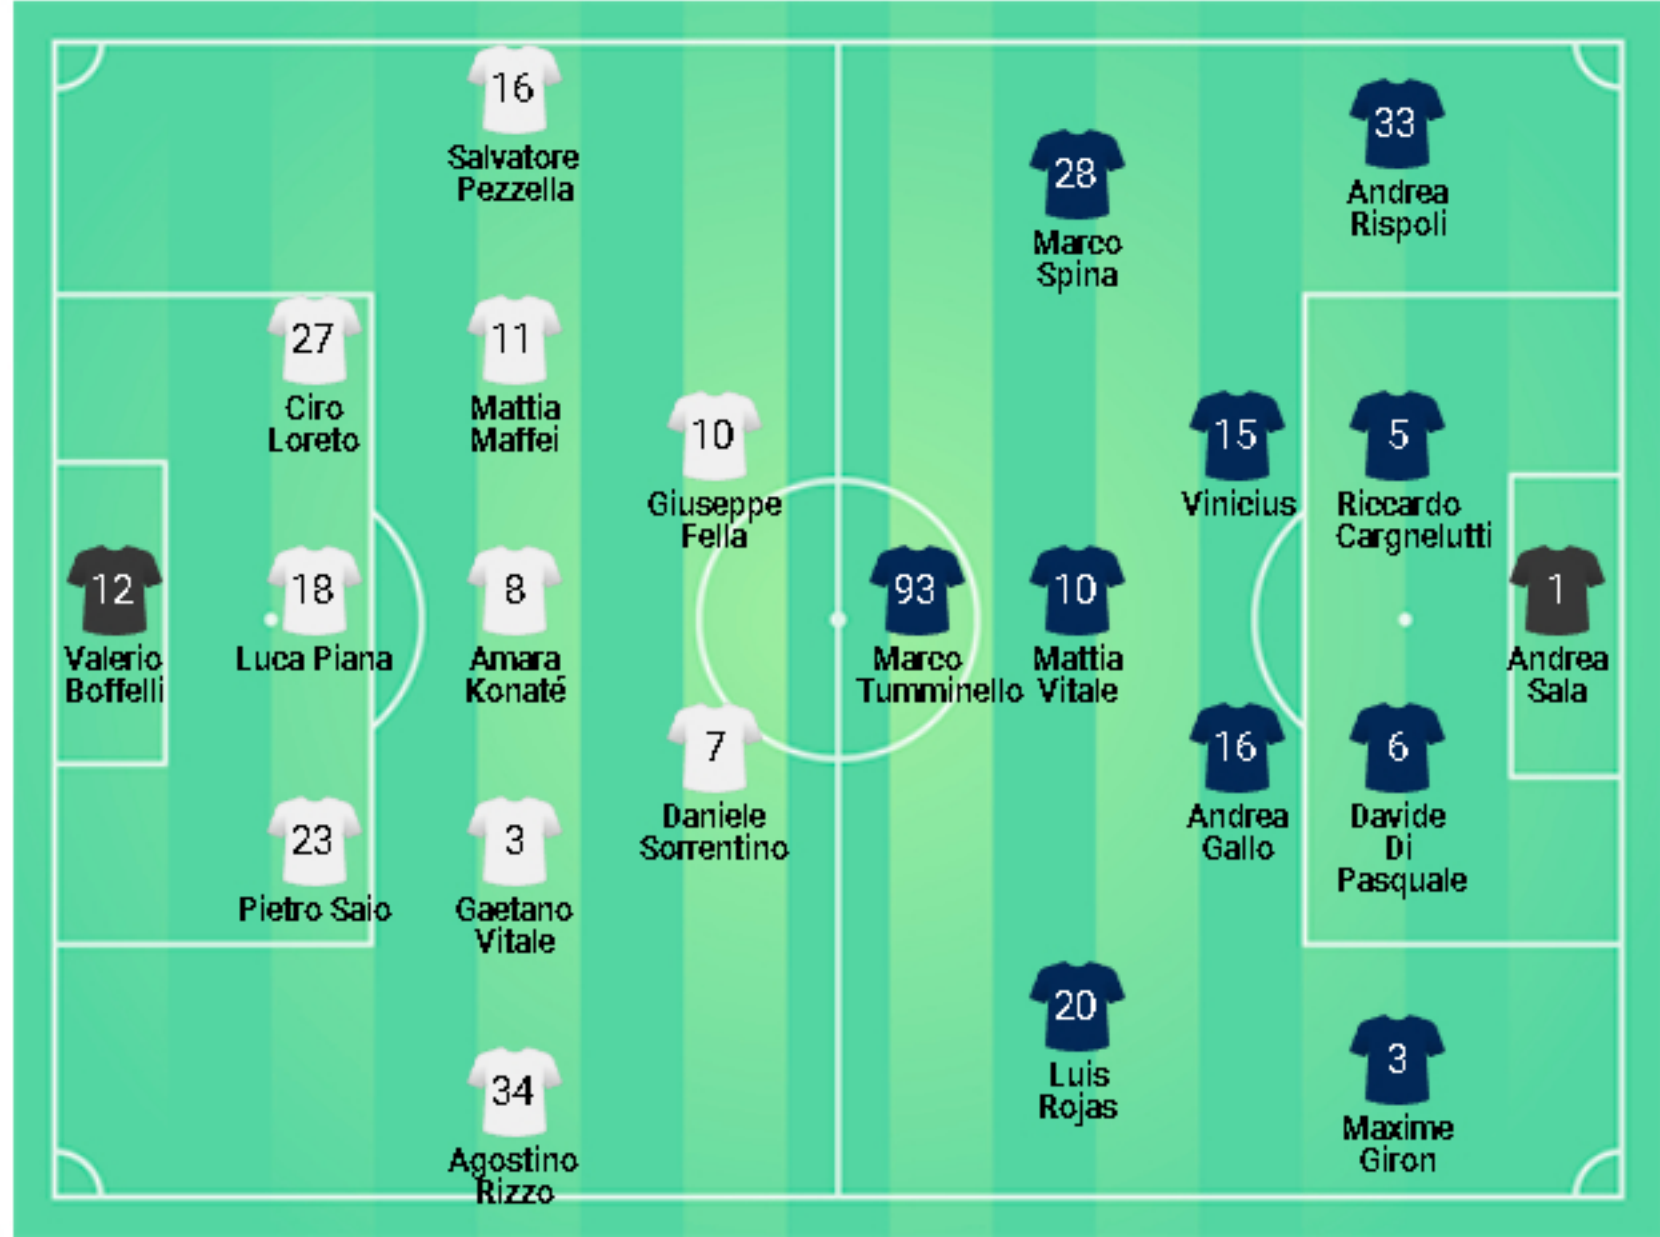 16
Salvatore
Pezzella
27
Ciro
Loreto
11
Mattia
Maffei
10
Giuseppe
Fella
12
Valerio
Boffelli
18
Luca Piana
8
Amara
Konaté
7
Daniele
Sorrentino
23
Pietro Saio
3
Gaetano
Vitale
34
Agostino
Rizzo
33
Andrea
Rispoli
28
Marco
Spina
15
Vinicius
5
Riccardo
Cargnelutti
93
Marco
Tumminello
10
Mattia
Vitale
1
Andrea
Sala
16
Andrea
Gallo
6
Davide
Di
Pasquale
20
Luis
Rojas
3
Maxime
Giron